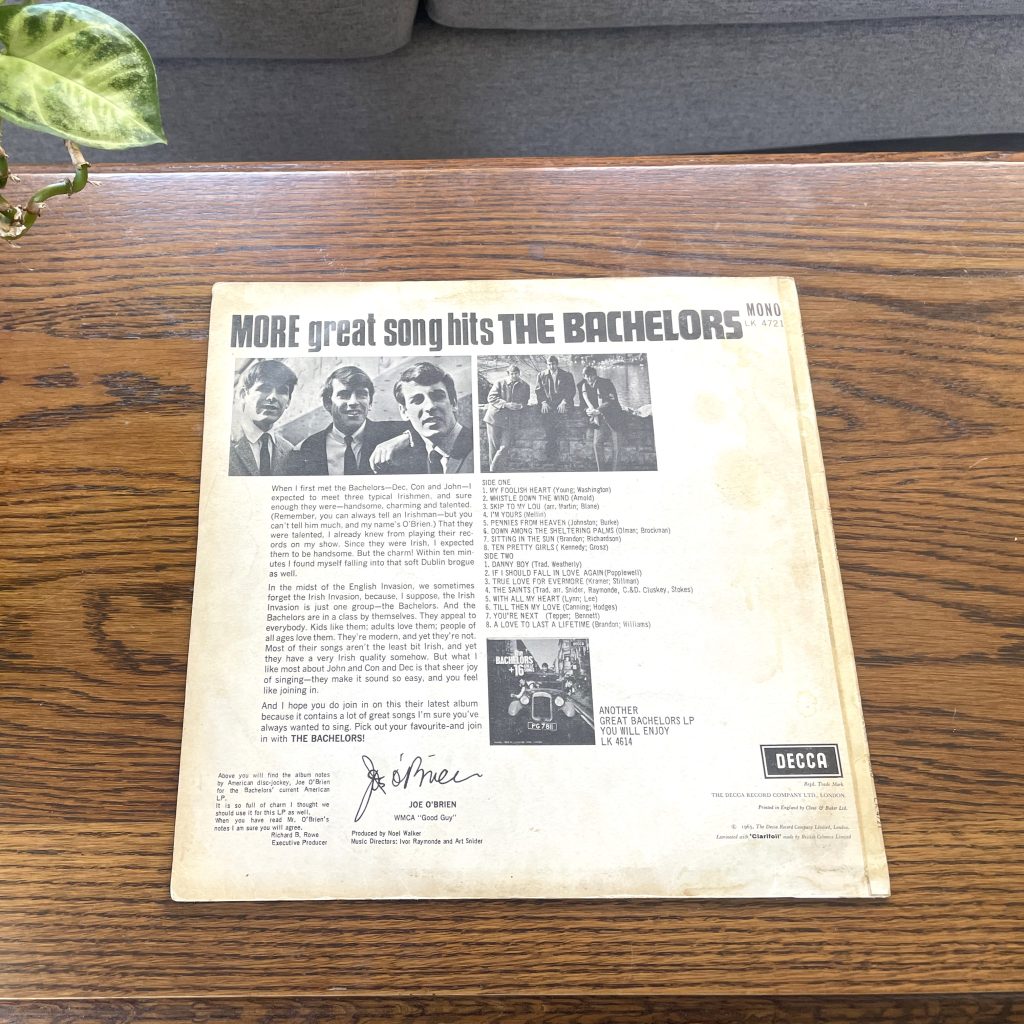 MORE great song hits THE BACHELORS
MONO
LK 4721
When I first met the Bachelors—Dec, Con and John—I
expected to meet three typical Irishmen, and sure
enough they were—handsome, charming and talented.
(Remember, you can always tell an Irishman—but you
can't tell him much, and my name's O'Brien.) That they
were talented, I already knew from playing their rec-
ords on my show. Since they were Irish, I expected
them to be handsome. But the charm! Within ten min-
utes I found myself falling into that soft Dublin brogue
as well.
In the midst of the English Invasion, we sometimes
forget the Irish Invasion, because, I suppose, the Irish
Invasion is just one group—the Bachelors. And the
Bachelors are in a class by themselves. They appeal to
everybody. Kids like them; adults love them; people of
all ages love them. They're modern, and yet they're not.
Most of their songs aren't the least bit Irish, and yet
they have a very Irish quality somehow. But what I
like most about John and Con and Dec is that sheer joy
of singing—they make it sound so easy, and you feel
like joining in.
And I hope you do join in on this their latest album
because it contains a lot of great songs I'm sure you've
always wanted to sing. Pick out your favourite-and join
in with THE BACHELORS!
Joe O'Brien
JOE O'BRIEN
WMCA "Good Guy"
Produced by Noel Walker
Music Directors: Ivor Raymonde and Art Snider
Above you will find the album notes
by American disc-jockey, Joe O'Brien
for the Bachelors' current American
LP.
It is so full of charm I thought we
should use it for this LP as well.
When you have read Mr. O'Brien's
notes I am sure you will agree.
Richard B. Rowe
Executive Producer
SIDE ONE
1. MY FOOLISH HEART (Young; Washington)
2. WHISTLE DOWN THE WIND (Arnold)
3. SKIP TO MY LOU (arr. Martin; Blane)
4. I'M YOURS (Mellin)
5. PENNIES FROM HEAVEN (Johnston; Burke)
6. DOWN AMONG THE SHELTERING PALMS (Olman; Brockman)
7. SITTING IN THE SUN (Brandon; Richardson)
8. TEN PRETTY GIRLS ( Kennedy; Grosz)
SIDE TWO
1. DANNY BOY (Trad. Weatherly)
2. IF I SHOULD FALL IN LOVE AGAIN(Popplewell)
3. TRUE LOVE FOR EVERMORE (Kramer; Stillman)
4. THE SAINTS (Trad. arr. Snider, Raymonde, C.&D. Cluskey, Stokes)
5. WITH ALL MY HEART (Lynn; Lee)
6. TILL THEN MY LOVE (Canning; Hodges)
7. YOU'RE NEXT (Tepper; Bennett)
8. A LOVE TO LAST A LIFETIME (Brandon; Williams)
BACHELORS
+16
PG 7811
ANOTHER
GREAT BACHELORS LP
YOU WILL ENJOY
LK 4614
DECCA
Regd. Trade Mark
THE DECCA RECORD COMPANY LTD., LONDON.
Printed in England by Clout & Baker Ltd.
© 1965, The Decca Record Company Limited, London.
Laminated with 'Clarifoil' made by British Celanese Limited